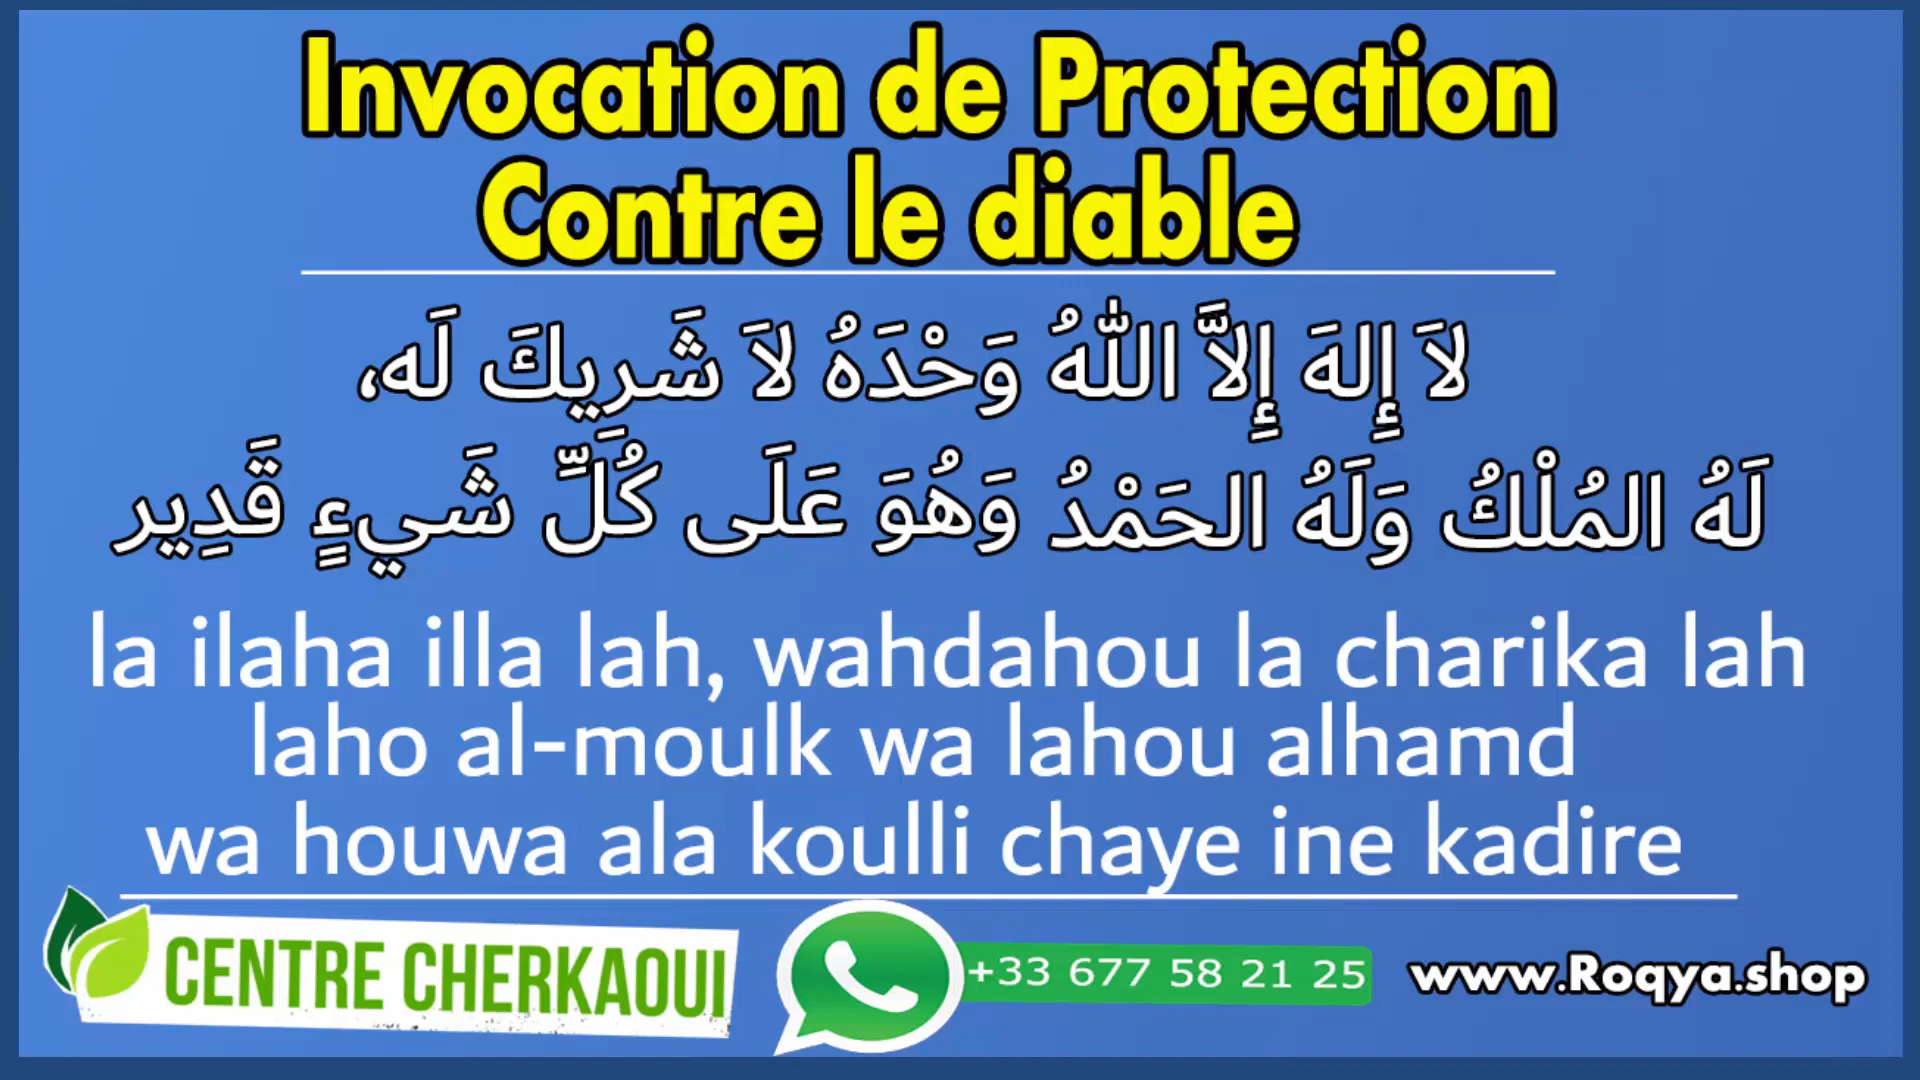 Invocation de Protection
Contre le diable
لاَ إِلهَ إِلاَّ اللهُ وَحْدَهُ لاَ شَرِيكَ لَه،
لَهُ المُلْكُ وَلَهُ الحَمْدُ وَهُوَ عَلَى كُلَِّ شَيءٍ قَدِير
la ilaha illa lah, wahdahou la charika lah
laho al-moulk wa lahou alhamd
wa houwa ala koulli chaye ine kadire
CENTRE CHERKAOUI
+33 677 58 21 25
www.Roqya.shop